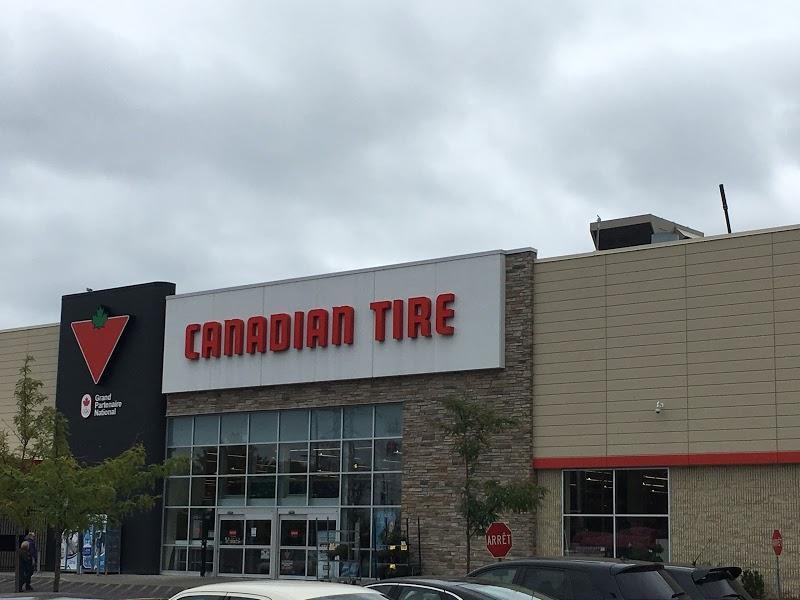 CANADIAN TIRE
Grand
Partenaire
National
ARRÊT